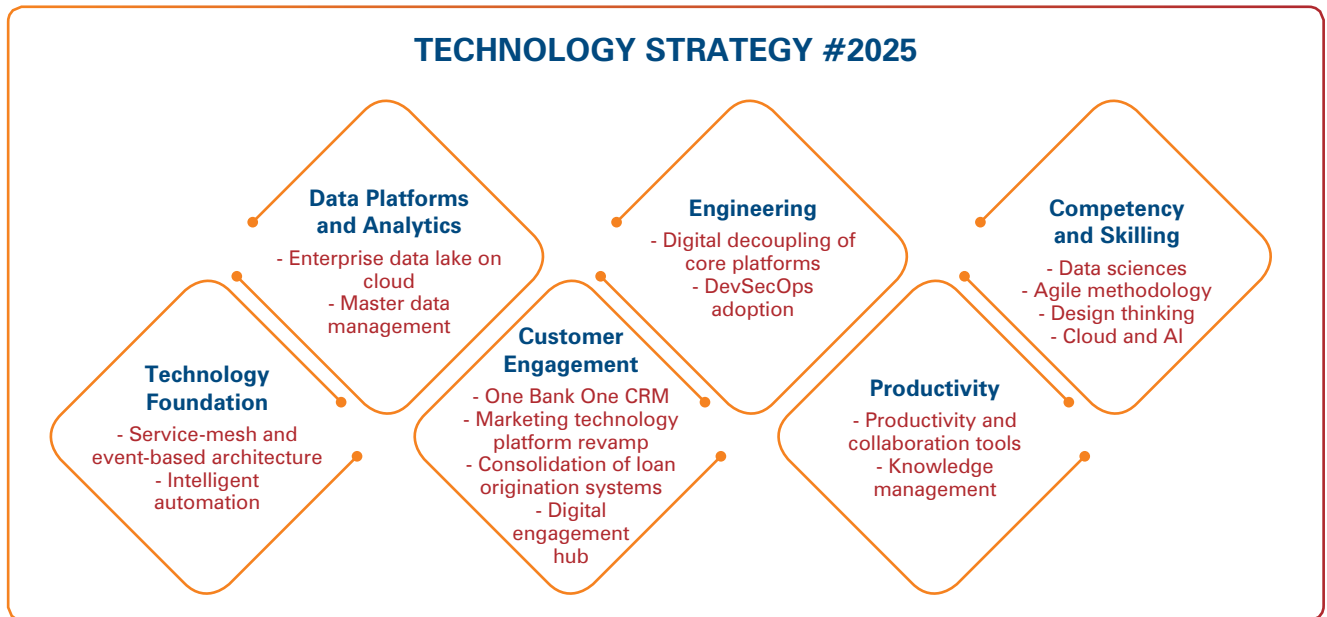 TECHNOLOGY STRATEGY #2025
Technology
Foundation
- Service-mesh and
event-based architecture
- Intelligent
automation
Data Platforms
and Analytics
- Enterprise data lake on
cloud
- Master data
management
Customer
Engagement
- One Bank One CRM
- Marketing technology
platform revamp
- Consolidation of loan
origination systems
- Digital
engagement
hub
Engineering
- Digital decoupling of
core platforms
- DevSecOps
adoption
Productivity
- Productivity and
collaboration tools
- Knowledge
management
Competency
and Skilling
- Data sciences
- Agile methodology
- Design thinking
- Cloud and AI